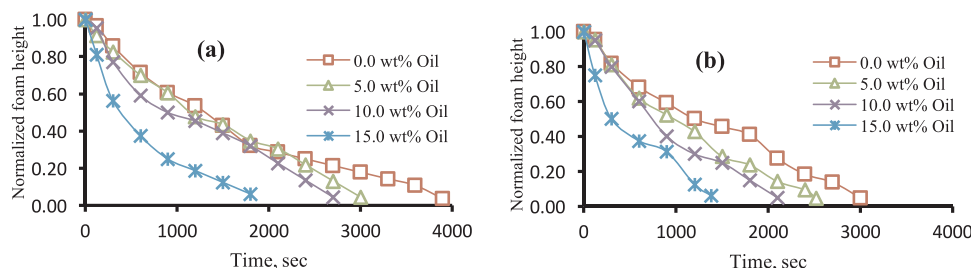 (a)
Normalized foam height
1.00
0.80
0.60
0.40
0.20
0.00
0.0 wt% Oil
5.0 wt% Oil
10.0 wt% Oil
15.0 wt% Oil
0 1000 2000 3000 4000
Time, sec
(b)
Normalized foam height
1.00
0.80
0.60
0.40
0.20
0.00
0.0 wt% Oil
5.0 wt% Oil
10.0 wt% Oil
15.0 wt% Oil
0 1000 2000 3000 4000
Time, sec